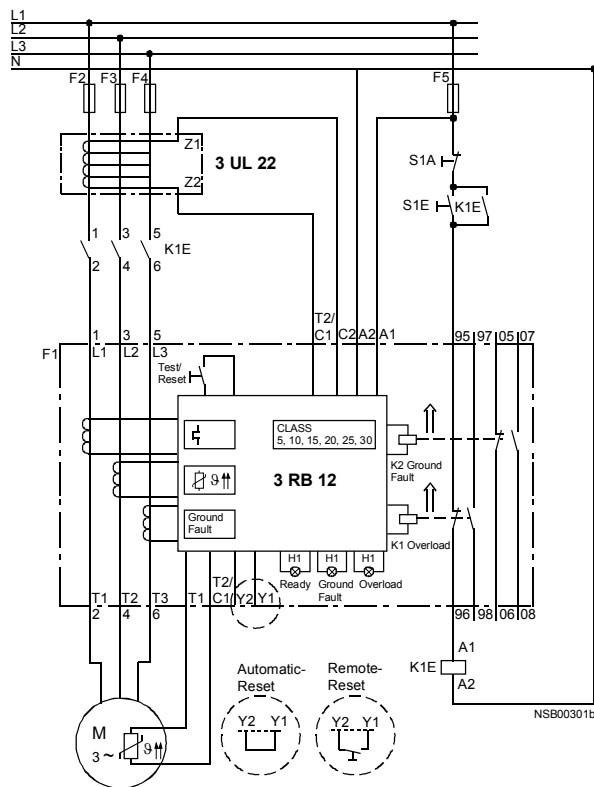 L1
L2
L3
N
F2 F3 F4 F5
Z1
3 UL 22
Z2
S1A
S1E K1E
1 3 5
K1E
2 4 6
T2/
C1 C2 A2 A1
1 3 5
95 97 05 07
F1 L1 L2 L3
Test/
Reset
CLASS
5, 10, 15, 20, 25, 30
K2 Ground
Fault
ϑ
3 RB 12
Ground
Fault
K1 Overload
H1 H1 H1
Ready Ground
Fault Overload
T1 T2 T3 T1 T2/
C1 Y2 Y1
2 4 6
96 98 06 08
A1
K1E
A2
NSB00301b
Automatic-
Reset
Remote-
Reset
Y2 Y1
Y2 Y1
M
3 ~
ϑ